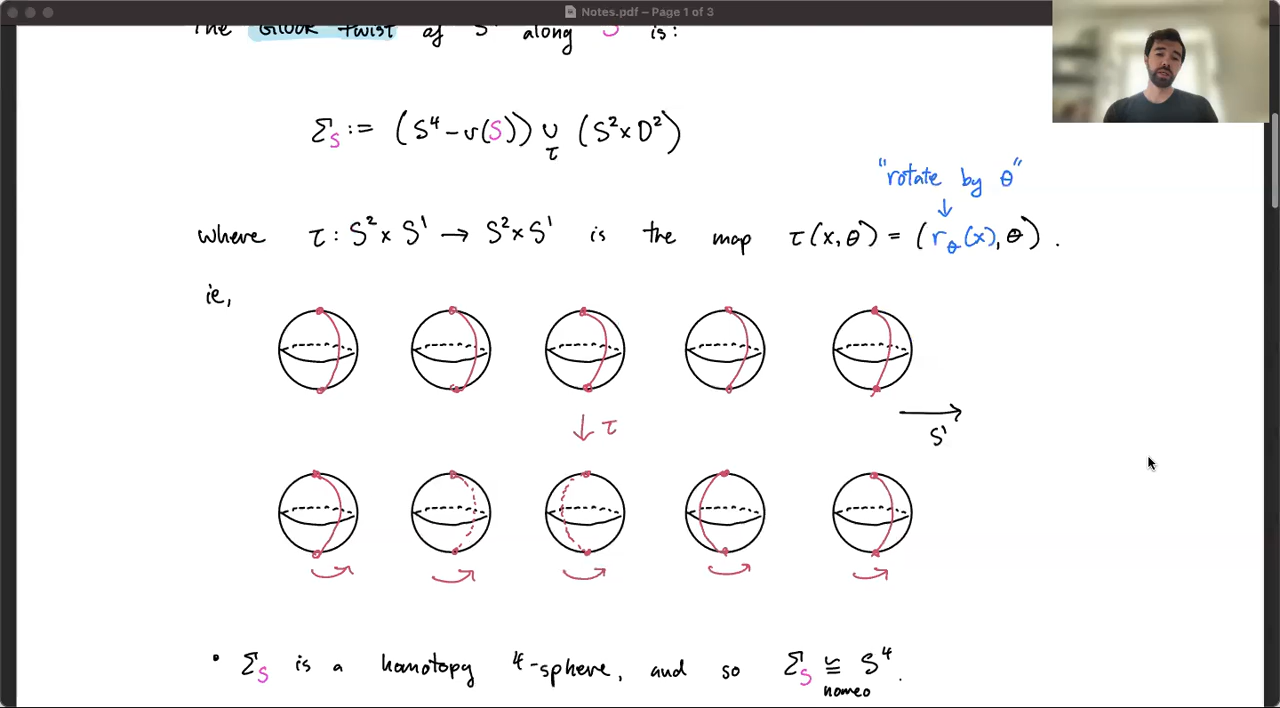 Notes.pdf – Page 1 of 3
The Gluck twist of S⁴ along S is:
Σ_S := (S⁴ – ν(S)) ∪_τ (S² × D²)
"rotate by θ"
where τ : S² × S¹ → S² × S¹ is the map τ(x, θ) = (r_θ(x), θ).
ie,
↓ τ
S¹
• Σ_S is a homotopy 4-sphere, and so Σ_S ≅ S⁴.
homeo